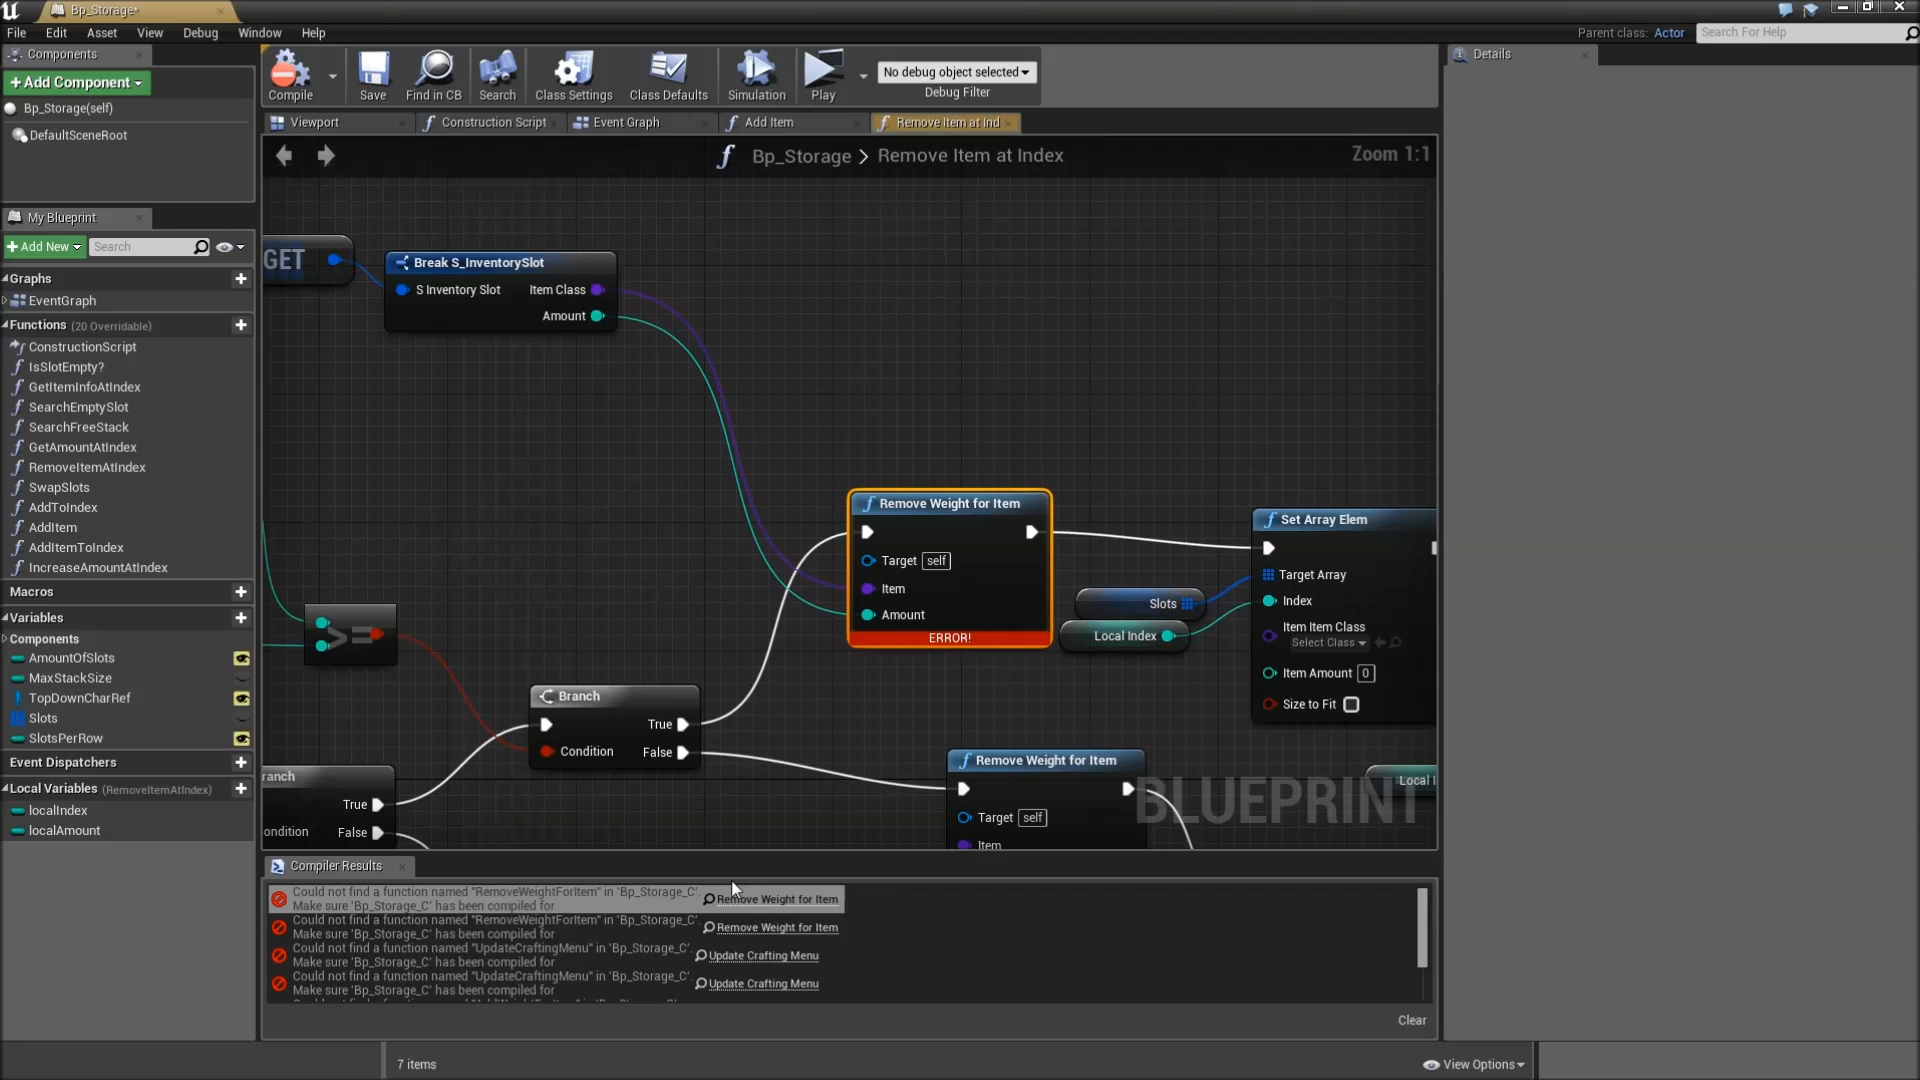 Bp_Storage*
File Edit Asset View Debug Window Help
Parent class: Actor
Search For Help
Components
+Add Component
Bp_Storage(self)
DefaultSceneRoot
My Blueprint
+Add New
Search
Graphs
EventGraph
Functions (20 Overridable)
ConstructionScript
IsSlotEmpty?
GetItemInfoAtIndex
SearchEmptySlot
SearchFreeStack
GetAmountAtIndex
RemoveItemAtIndex
SwapSlots
AddToIndex
AddItem
AddItemToIndex
IncreaseAmountAtIndex
Macros
Variables
Components
AmountOfSlots
MaxStackSize
TopDownCharRef
Slots
SlotsPerRow
Event Dispatchers
Local Variables (RemoveItemAtIndex)
localIndex
localAmount
Compile
Save
Find in CB
Search
Class Settings
Class Defaults
Simulation
Play
No debug object selected
Debug Filter
Viewport
Construction Script
Event Graph
Add Item
Remove Item at Ind
Bp_Storage > Remove Item at Index
Zoom 1:1
GET
Break S_InventorySlot
S Inventory Slot Item Class
Amount
>=
ranch
True
ondition False
Branch
True
Condition False
Remove Weight for Item
Target self
Item
Amount
ERROR!
Slots
Local Index
Set Array Elem
Target Array
Index
Item Item Class
Select Class
Item Amount 0
Size to Fit
Remove Weight for Item
Target self
Item
Local I
BLUEPRINT
Compiler Results
Could not find a function named "RemoveWeightForItem" in 'Bp_Storage_C'.
Make sure 'Bp_Storage_C' has been compiled for Remove Weight for Item
Could not find a function named "RemoveWeightForItem" in 'Bp_Storage_C'.
Make sure 'Bp_Storage_C' has been compiled for Remove Weight for Item
Could not find a function named "UpdateCraftingMenu" in 'Bp_Storage_C'.
Make sure 'Bp_Storage_C' has been compiled for Update Crafting Menu
Could not find a function named "UpdateCraftingMenu" in 'Bp_Storage_C'.
Make sure 'Bp_Storage_C' has been compiled for Update Crafting Menu
Clear
7 items
View Options
Details